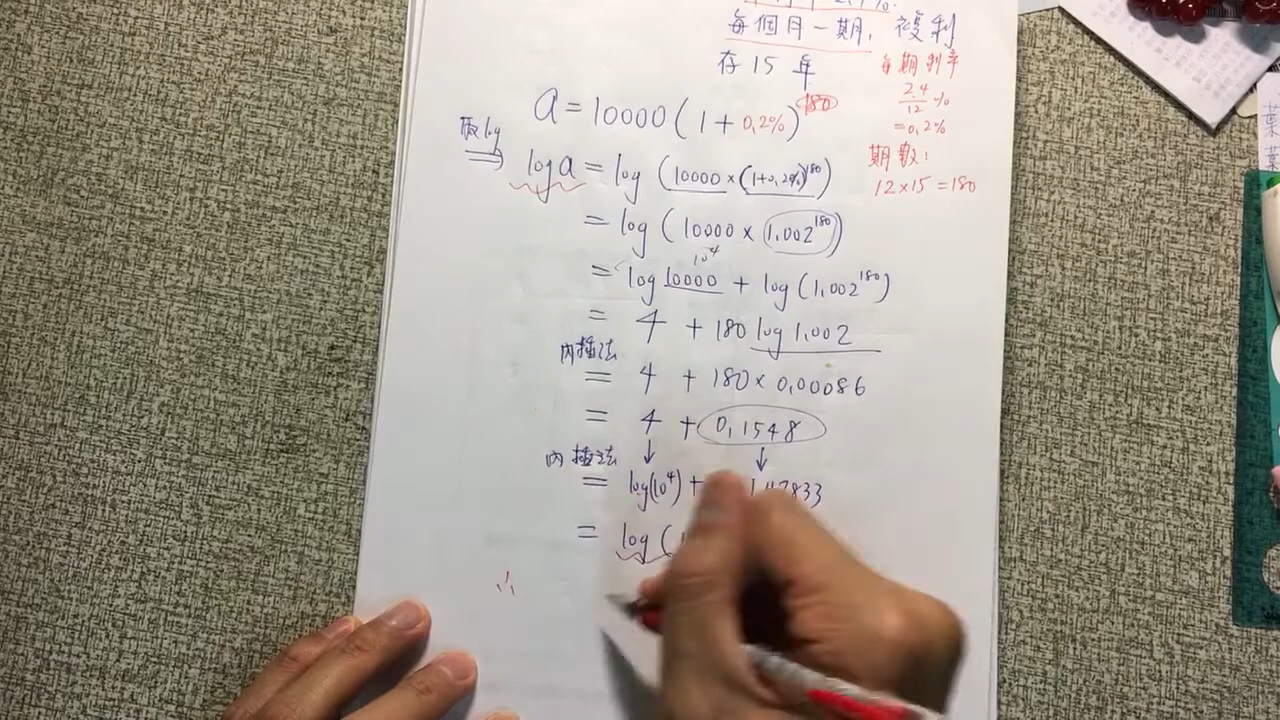 每個月一期,複利
存15年
每期利率
2.4/12 %
=0.2%
期數:
12×15=180
a=10000(1+0.2%)^180
取log
⇒ log a = log (10000×(1+0.2%)^180)
= log (10000 × 1.002^180)
10^4
= log 10000 + log (1.002^180)
= 4 + 180 log 1.002
內插法
= 4 + 180× 0.00086
= 4 + 0.1548
↓ ↓
內插法
= log(10^4) +
= log (
∴